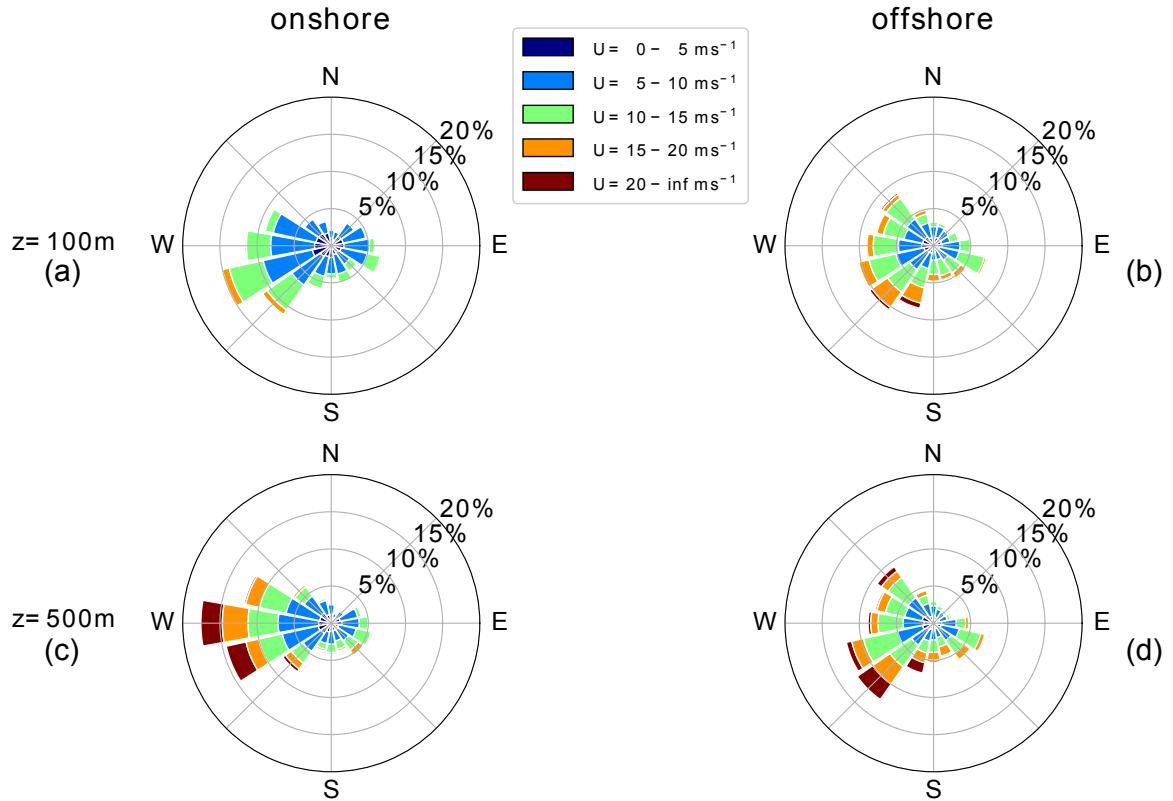 onshore
offshore
U = 0 − 5 ms⁻¹
U = 5 − 10 ms⁻¹
U = 10 − 15 ms⁻¹
U = 15 − 20 ms⁻¹
U = 20 − inf ms⁻¹
z= 100m
(a)
N
W
E
S
20%
15%
10%
5%
N
W
E
S
20%
15%
10%
5%
(b)
z= 500m
(c)
N
W
E
S
20%
15%
10%
5%
N
W
E
S
20%
15%
10%
5%
(d)